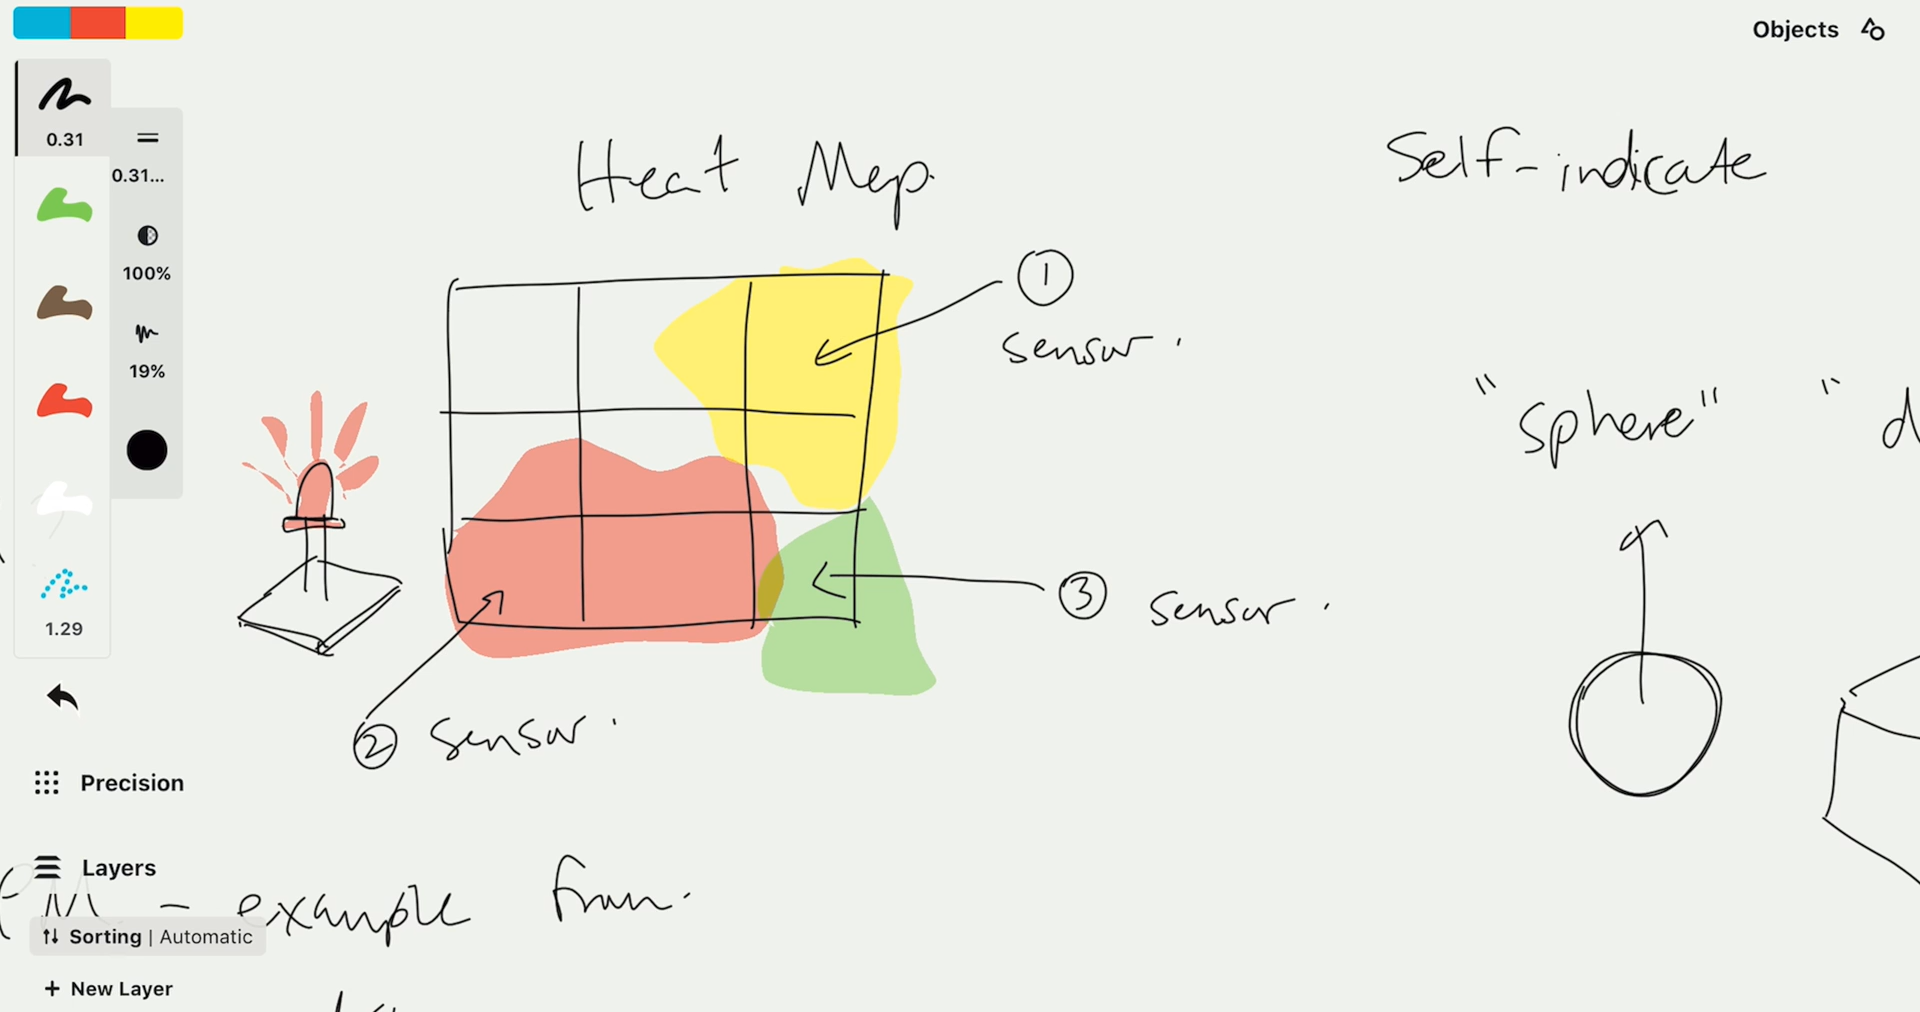 Objects
0.31
0.31...
100%
19%
1.29
Heat Map.
Self-indicate
1
sensor.
"sphere" "d
3 sensor.
2 sensor.
Precision
Layers
PM - example from.
Sorting | Automatic
+ New Layer